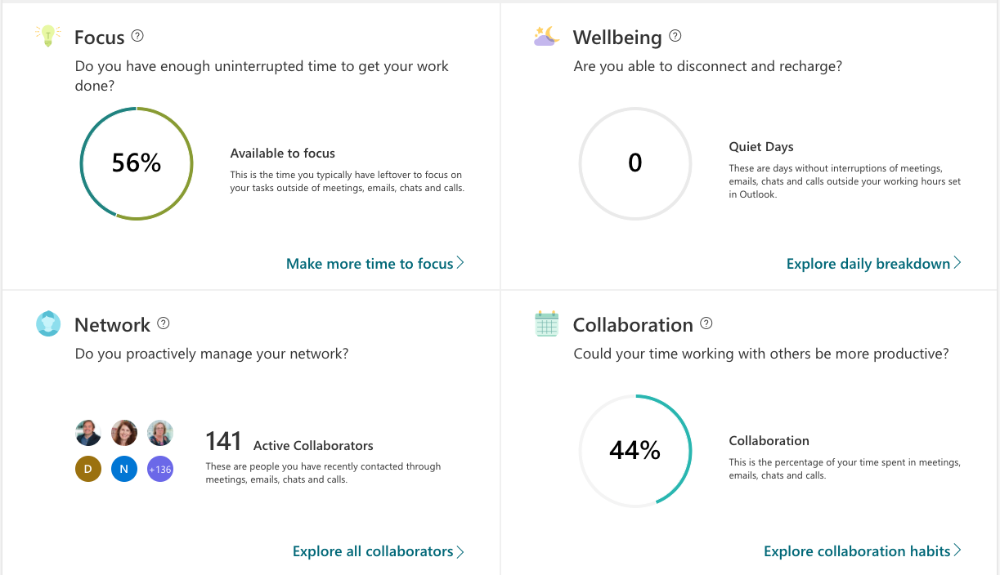 Focus
Do you have enough uninterrupted time to get your work
done?
56%
Available to focus
This is the time you typically have leftover to focus on
your tasks outside of meetings, emails, chats and calls.
Make more time to focus
Wellbeing
Are you able to disconnect and recharge?
0
Quiet Days
These are days without interruptions of meetings,
emails, chats and calls outside your working hours set
in Outlook.
Explore daily breakdown
Network
Do you proactively manage your network?
D
N
+136
141 Active Collaborators
These are people you have recently contacted through
meetings, emails, chats and calls.
Explore all collaborators
Collaboration
Could your time working with others be more productive?
44%
Collaboration
This is the percentage of your time spent in meetings,
emails, chats and calls.
Explore collaboration habits